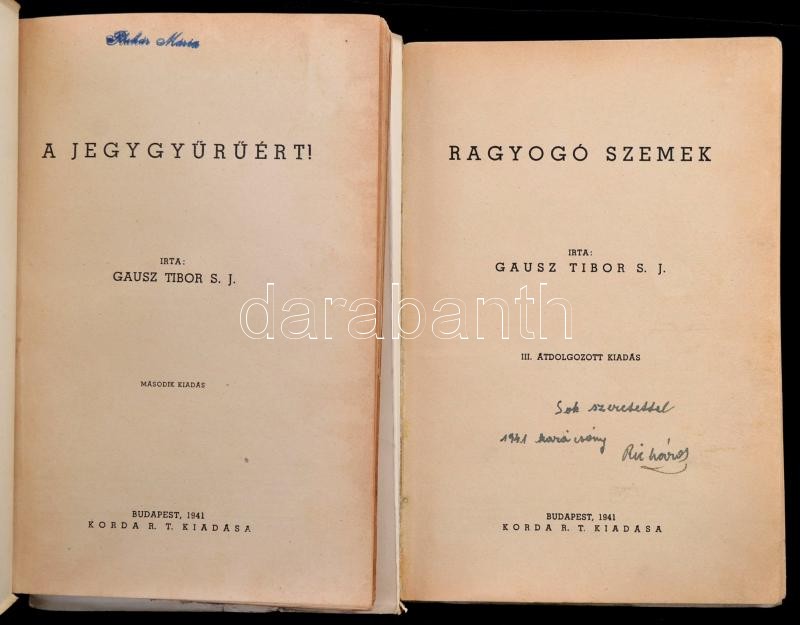 Mária
A JEGYGYŰRŰÉRT!
IRTA:
GAUSZ TIBOR S. J.
MÁSODIK KIADÁS
BUDAPEST, 1941
KORDA R. T. KIADÁSA
RAGYOGÓ SZEMEK
IRTA:
GAUSZ TIBOR S. J.
III. ÁTDOLGOZOTT KIADÁS
Sok szeretettel
1941 karácsony
BUDAPEST, 1941
KORDA R. T. KIADÁSA
darabanth